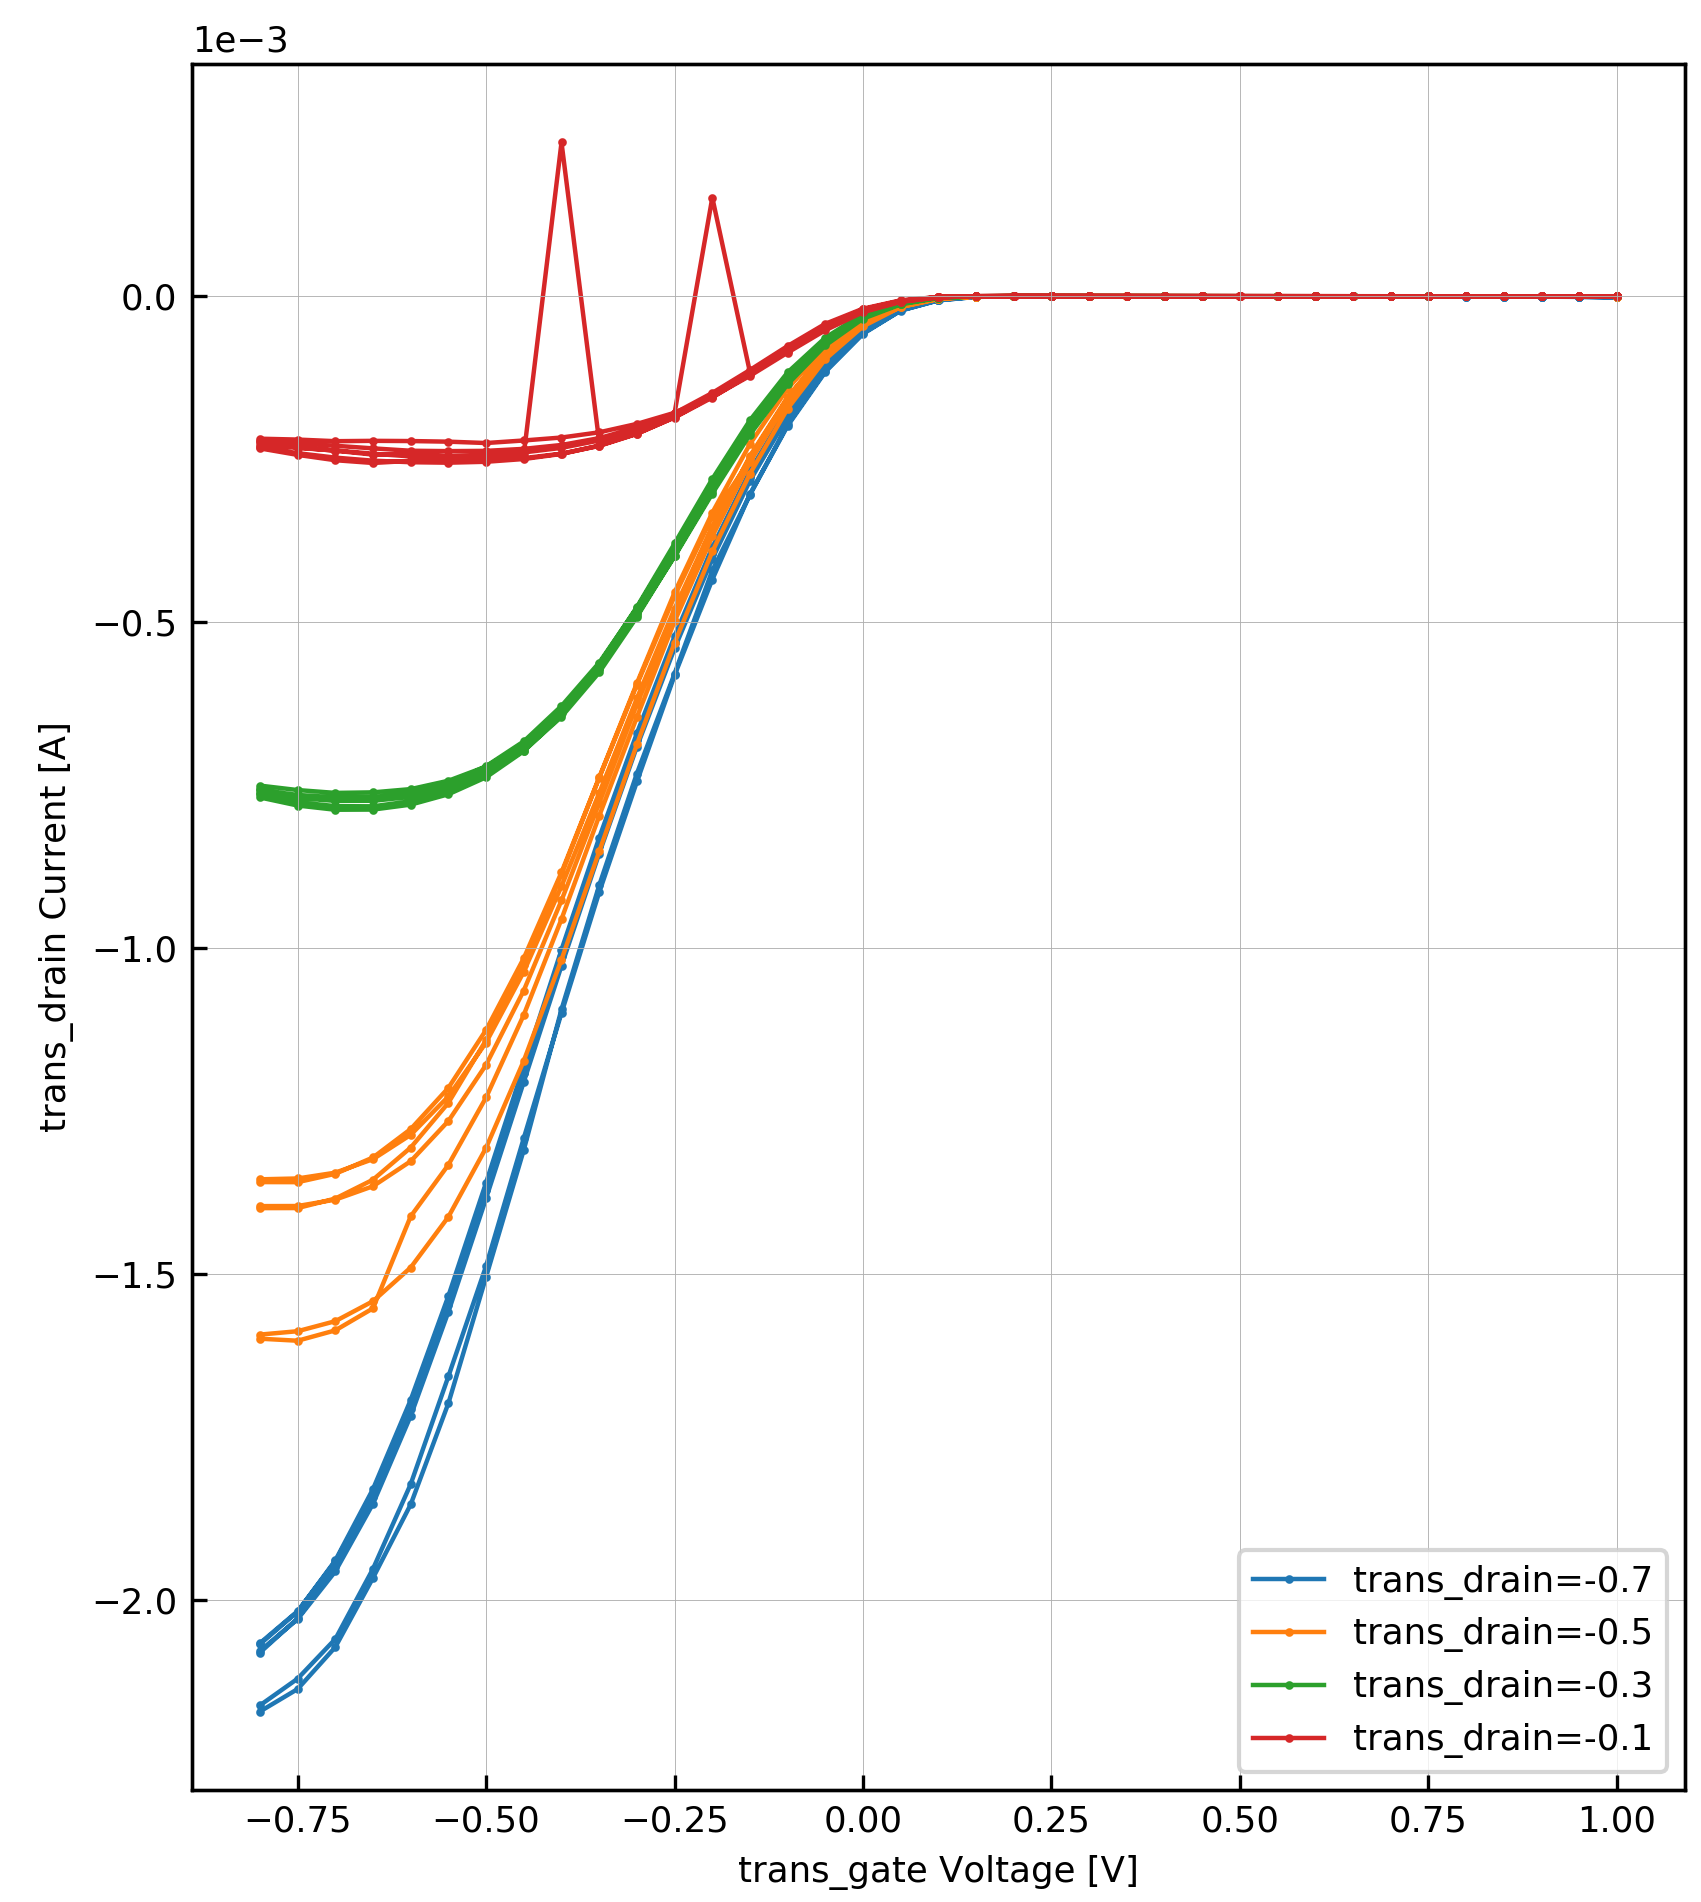 1e−3
0.0
−0.5
−1.0
−1.5
−2.0
trans_drain Current [A]
−0.75
−0.50
−0.25
0.00
0.25
0.50
0.75
1.00
trans_gate Voltage [V]
trans_drain=-0.7
trans_drain=-0.5
trans_drain=-0.3
trans_drain=-0.1